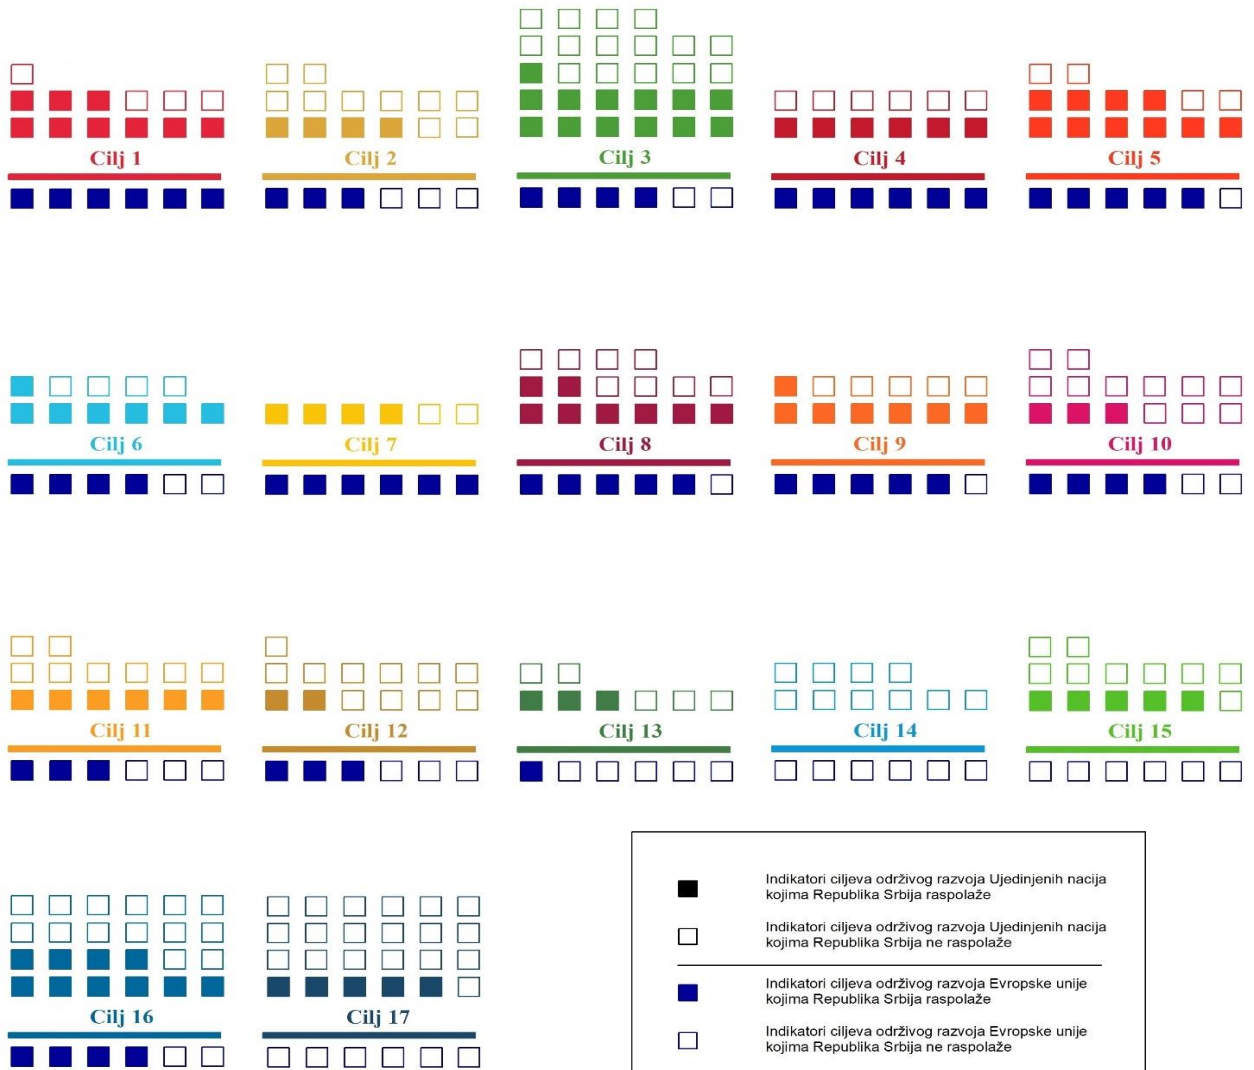 Cilj 1
Cilj 2
Cilj 3
Cilj 4
Cilj 5
Cilj 6
Cilj 7
Cilj 8
Cilj 9
Cilj 10
Cilj 11
Cilj 12
Cilj 13
Cilj 14
Cilj 15
Cilj 16
Cilj 17
Indikatori ciljeva održivog razvoja Ujedinjenih nacija
kojima Republika Srbija raspolaže
Indikatori ciljeva održivog razvoja Ujedinjenih nacija
kojima Republika Srbija ne raspolaže
Indikatori ciljeva održivog razvoja Evropske unije
kojima Republika Srbija raspolaže
Indikatori ciljeva održivog razvoja Evropske unije
kojima Republika Srbija ne raspolaže